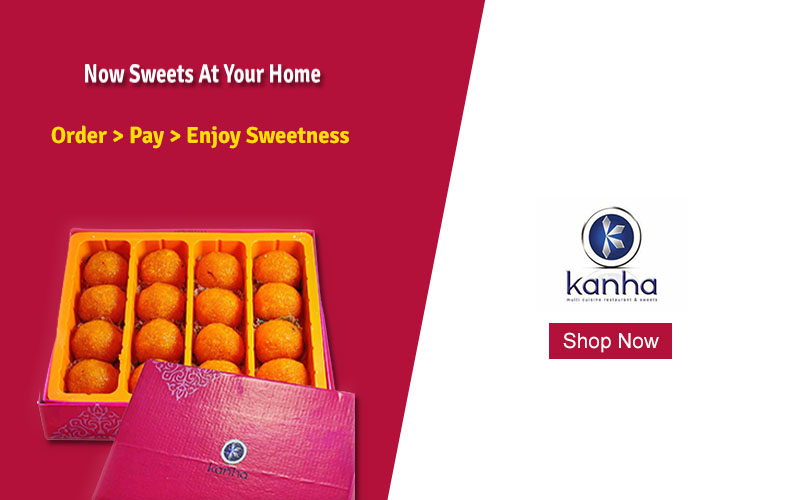 Now Sweets At Your Home
Order > Pay > Enjoy Sweetness
kanha
kanha
multi cuisine restaurant & sweets
Shop Now